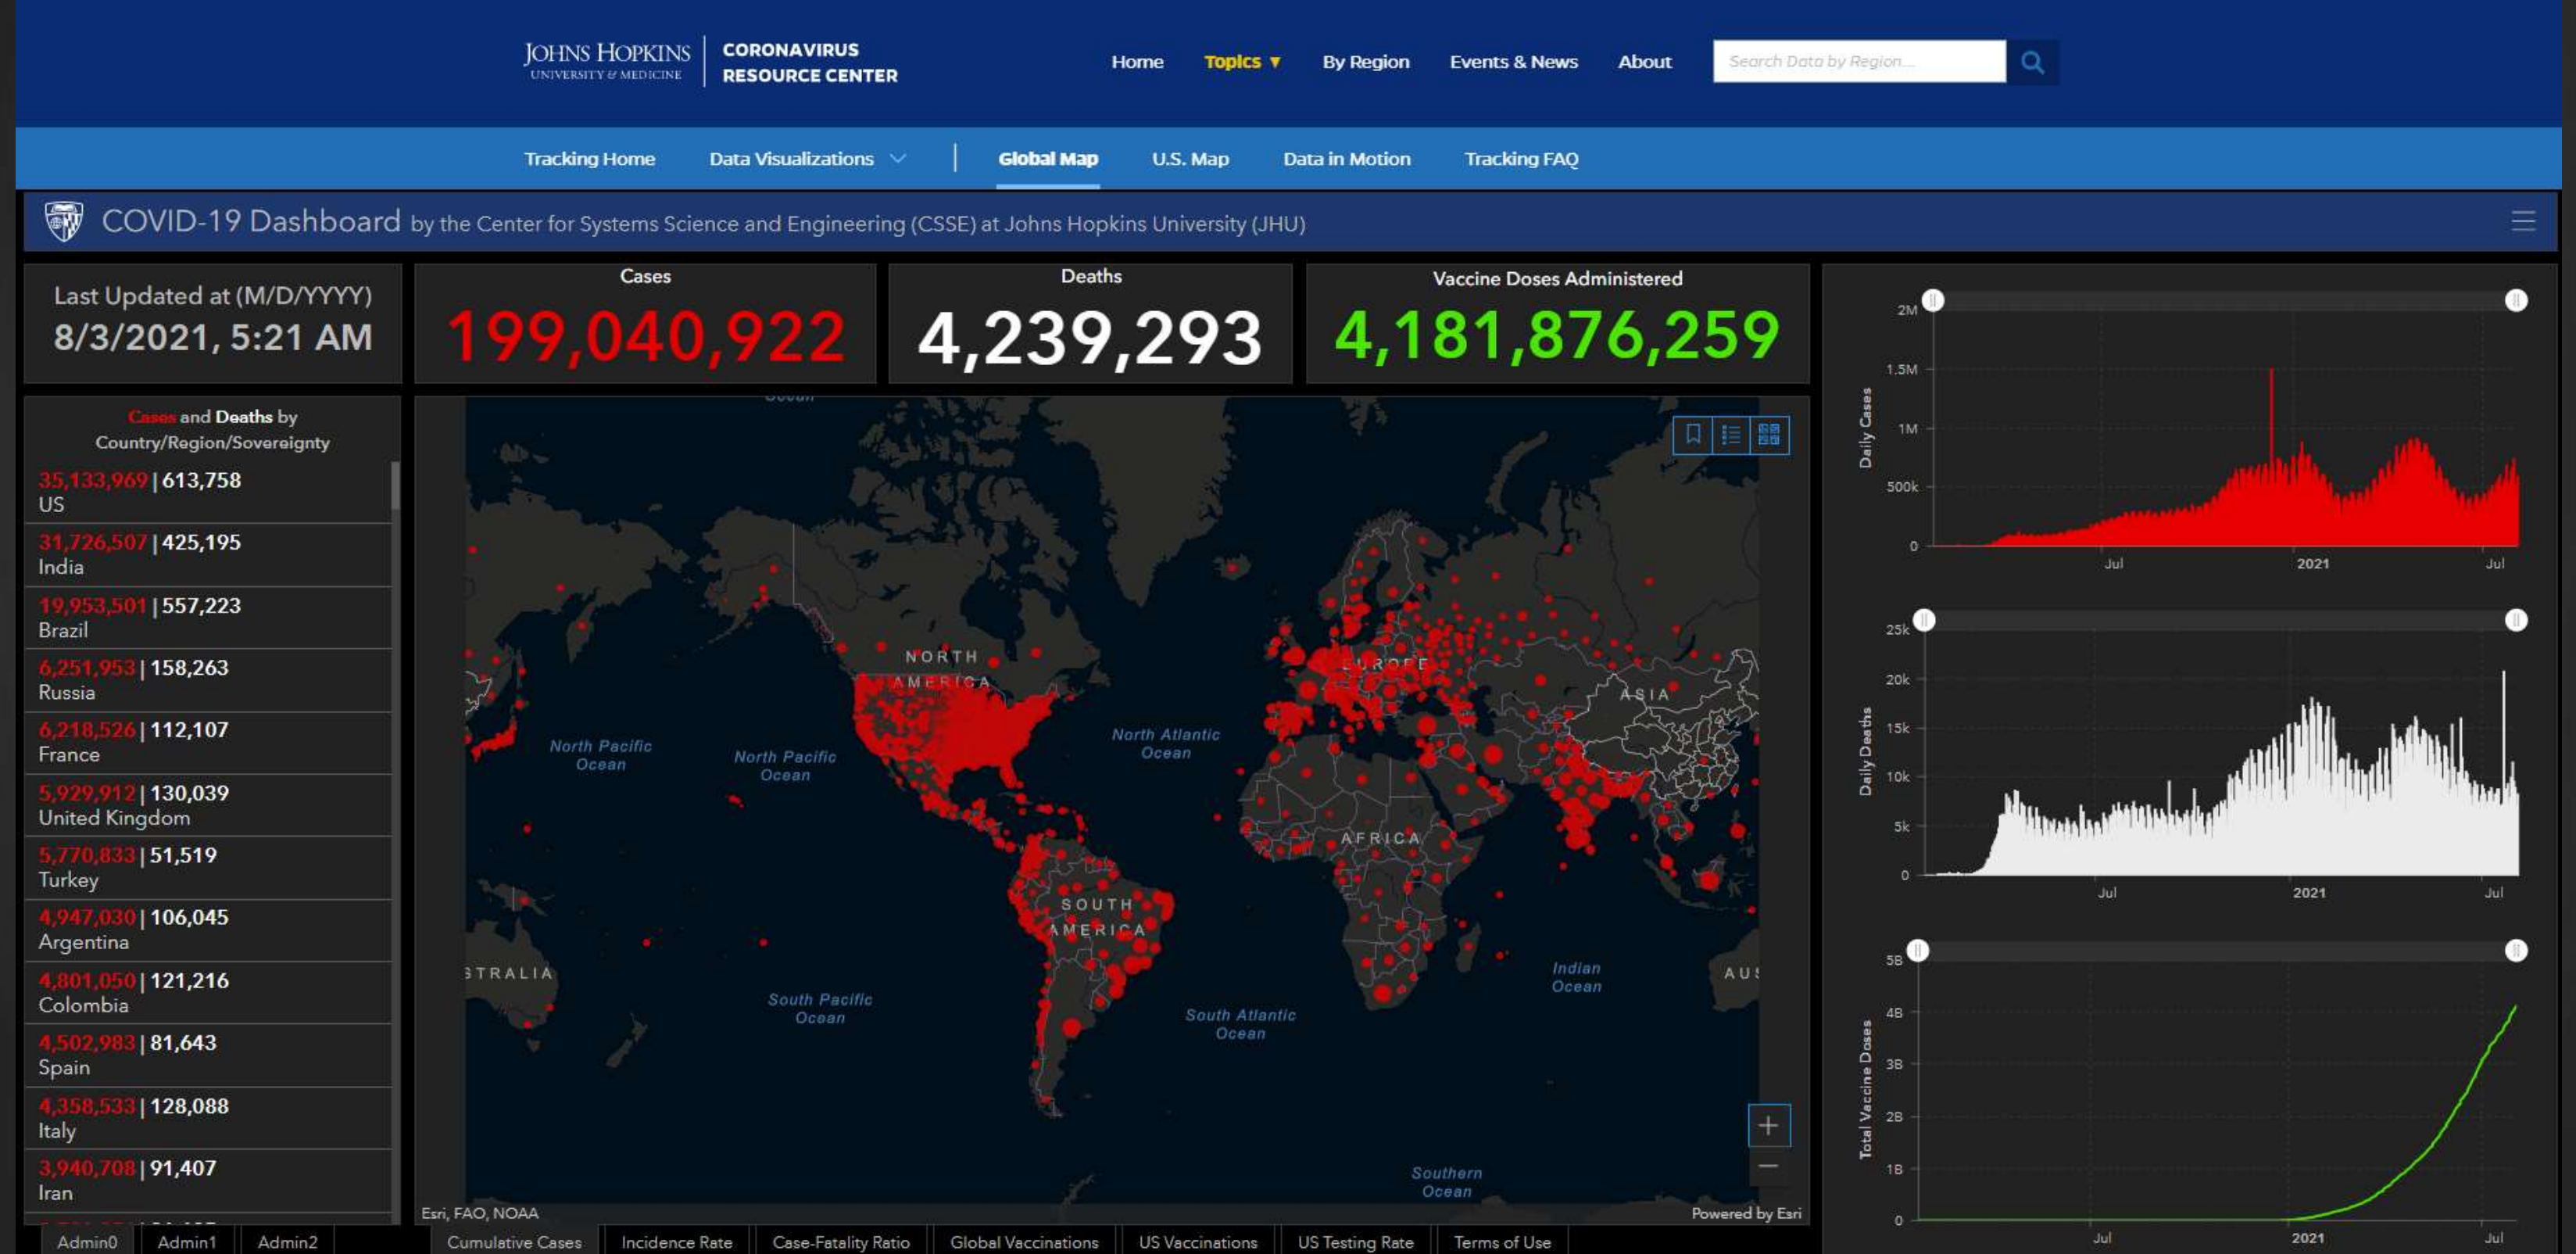 JOHNS HOPKINS
UNIVERSITY & MEDICINE
CORONAVIRUS
RESOURCE CENTER
Home
Topics ▼
By Region
Events & News
About
Search Data by Region...
Tracking Home
Data Visualizations
Global Map
U.S. Map
Data in Motion
Tracking FAQ
COVID-19 Dashboard by the Center for Systems Science and Engineering (CSSE) at Johns Hopkins University (JHU)
Last Updated at (M/D/YYYY)
8/3/2021, 5:21 AM
Cases
199,040,922
Deaths
4,239,293
Vaccine Doses Administered
4,181,876,259
Cases and Deaths by
Country/Region/Sovereignty
35,133,969 | 613,758
US
31,726,507 | 425,195
India
19,953,501 | 557,223
Brazil
6,251,953 | 158,263
Russia
6,218,526 | 112,107
France
5,929,912 | 130,039
United Kingdom
5,770,833 | 51,519
Turkey
4,947,030 | 106,045
Argentina
4,801,050 | 121,216
Colombia
4,502,983 | 81,643
Spain
4,358,533 | 128,088
Italy
3,940,708 | 91,407
Iran
Admin0
Admin1
Admin2
NORTH
AMERICA
EUROPE
ASIA
North Pacific
Ocean
North Pacific
Ocean
North Atlantic
Ocean
AFRICA
SOUTH
AMERICA
STRALIA
South Pacific
Ocean
South Atlantic
Ocean
Indian
Ocean
AUS
Southern
Ocean
Esri, FAO, NOAA
Powered by Esri
Cumulative Cases
Incidence Rate
Case-Fatality Ratio
Global Vaccinations
US Vaccinations
US Testing Rate
Terms of Use
Daily Cases
2M
1.5M
1M
500k
0
Jul
2021
Jul
Daily Deaths
25k
20k
15k
10k
5k
0
Jul
2021
Jul
Total Vaccine Doses
5B
4B
3B
2B
1B
0
Jul
2021
Jul